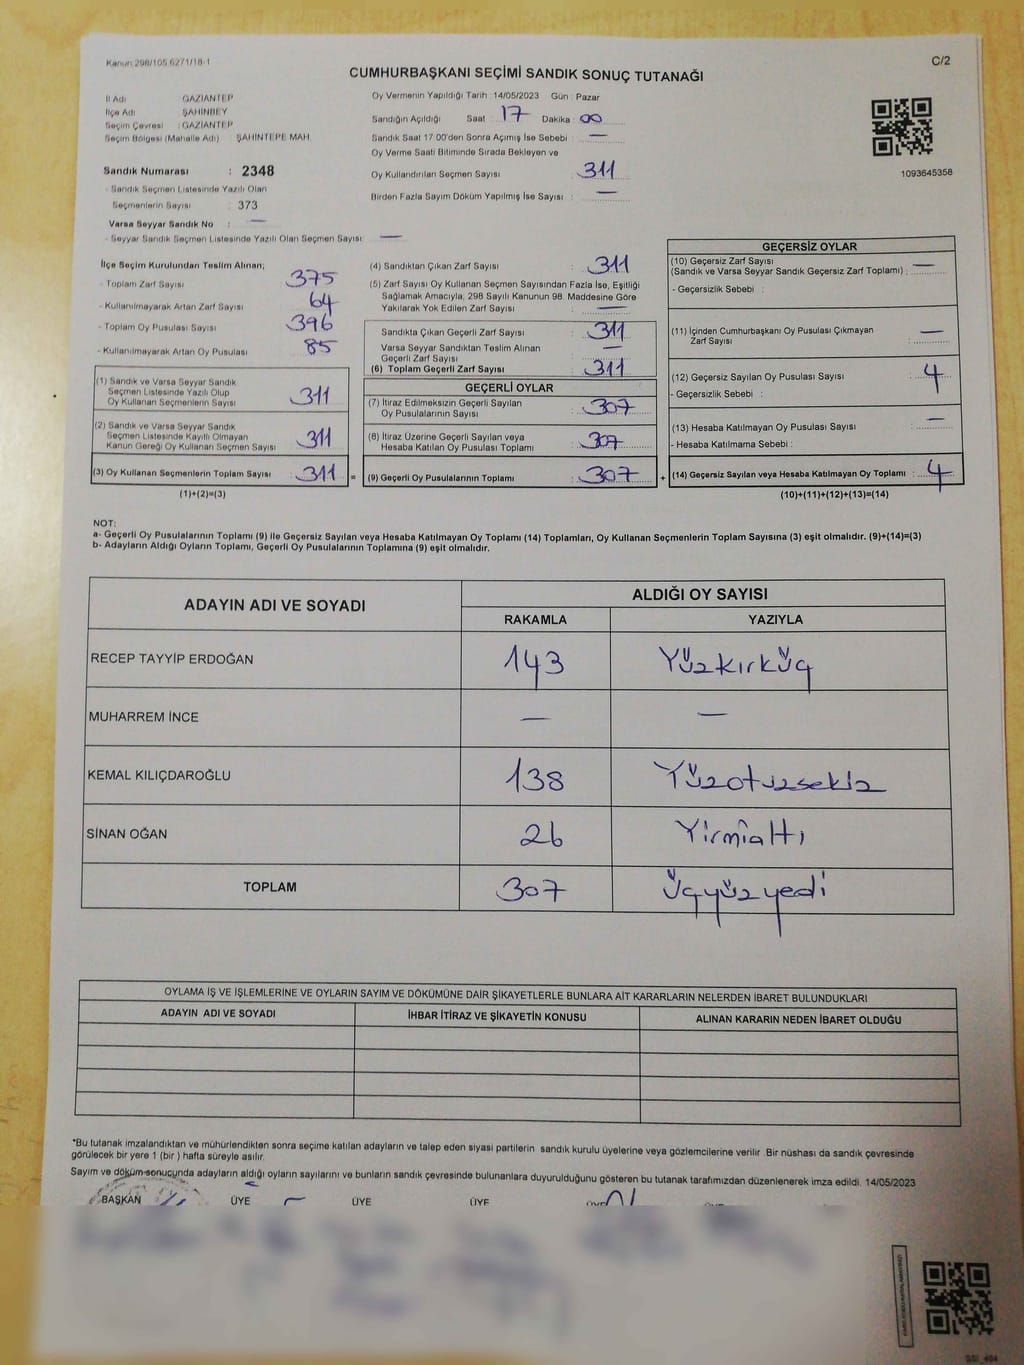 Kanun 298/105 6271/18-1
C/2
CUMHURBAŞKANI SEÇİMİ SANDIK SONUÇ TUTANAĞI
İl Adı GAZİANTEP
İlçe Adı ŞAHİNBEY
Seçim Çevresi : GAZİANTEP
Seçim Bölgesi (Mahalle Adı) ŞAHİNTEPE MAH.
Sandık Numarası : 2348
- Sandık Seçmen Listesinde Yazılı Olan
Seçmenlerin Sayısı : 373
Varsa Seyyar Sandık No : —
- Seyyar Sandık Seçmen Listesinde Yazılı Olan Seçmen Sayısı: —
Oy Vermenin Yapıldığı Tarih :14/05/2023 Gün : Pazar
Sandığın Açıldığı Saat : 17 Dakika : 00
Sandık Saat 17.00'den Sonra Açımış İse Sebebi : —
Oy Verme Saati Bitiminde Sırada Bekleyen ve
Oy Kullandırılan Seçmen Sayısı : 311
Birden Fazla Sayım Döküm Yapılmış İse Sayısı : —
1093645358
İlçe Seçim Kurulundan Teslim Alınan;
- Toplam Zarf Sayısı : 375
- Kullanılmayarak Artan Zarf Sayısı : 64
- Toplam Oy Pusulası Sayısı : 396
- Kullanılmayarak Artan Oy Pusulası : 85
(1) Sandık ve Varsa Seyyar Sandık
Seçmen Listesinde Yazılı Olup
Oy Kullanan Seçmenlerin Sayısı : 311
(2) Sandık ve Varsa Seyyar Sandık
Seçmen Listesinde Kayıtlı Olmayan
Kanun Gereği Oy Kullanan Seçmen Sayısı : 311
(3) Oy Kullanan Seçmenlerin Toplam Sayısı : 311
(1)+(2)=(3)
(4) Sandıktan Çıkan Zarf Sayısı : 311
(5) Zarf Sayısı Oy Kullanan Seçmen Sayısından Fazla İse, Eşitliği
Sağlamak Amacıyla, 298 Sayılı Kanunun 98. Maddesine Göre
Yakılarak Yok Edilen Zarf Sayısı : —
Sandıkta Çıkan Geçerli Zarf Sayısı : 311
Varsa Seyyar Sandıktan Teslim Alınan
Geçerli Zarf Sayısı : —
(6) Toplam Geçerli Zarf Sayısı : 311
GEÇERLİ OYLAR
(7) İtiraz Edilmeksizin Geçerli Sayılan
Oy Pusulalarının Sayısı : 307
(8) İtiraz Üzerine Geçerli Sayılan veya
Hesaba Katılan Oy Pusulası Toplamı : 307
= (9) Geçerli Oy Pusulalarının Toplamı : 307
GEÇERSİZ OYLAR
(10) Geçersiz Zarf Sayısı
(Sandık ve Varsa Seyyar Sandık Geçersiz Zarf Toplamı) : —
- Geçersizlik Sebebi :
(11) İçinden Cumhurbaşkanı Oy Pusulası Çıkmayan
Zarf Sayısı : —
(12) Geçersiz Sayılan Oy Pusulası Sayısı : 4
- Geçersizlik Sebebi :
(13) Hesaba Katılmayan Oy Pusulası Sayısı : —
- Hesaba Katılmama Sebebi :
+ (14) Geçersiz Sayılan veya Hesaba Katılmayan Oy Toplamı : 4
(10)+(11)+(12)+(13)=(14)
NOT:
a- Geçerli Oy Pusulalarının Toplamı (9) ile Geçersiz Sayılan veya Hesaba Katılmayan Oy Toplamı (14) Toplamları, Oy Kullanan Seçmenlerin Toplam Sayısına (3) eşit olmalıdır. (9)+(14)=(3)
b- Adayların Aldığı Oyların Toplamı, Geçerli Oy Pusulalarının Toplamına (9) eşit olmalıdır.
ADAYIN ADI VE SOYADI
ALDIĞI OY SAYISI
RAKAMLA YAZIYLA
RECEP TAYYİP ERDOĞAN 143 Yüzkırküç
MUHARREM İNCE — —
KEMAL KILIÇDAROĞLU 138 Yüzotuzsekiz
SİNAN OĞAN 26 Yirmialtı
TOPLAM 307 Üçyüzyedi
OYLAMA İŞ VE İŞLEMLERİNE VE OYLARIN SAYIM VE DÖKÜMÜNE DAİR ŞİKAYETLERLE BUNLARA AİT KARARLARIN NELERDEN İBARET BULUNDUKLARI
ADAYIN ADI VE SOYADI İHBAR İTİRAZ VE ŞİKAYETİN KONUSU ALINAN KARARIN NEDEN İBARET OLDUĞU
*Bu tutanak imzalandıktan ve mühürlendikten sonra seçime katılan adayların ve talep eden siyasi partilerin sandık kurulu üyelerine veya gözlemcilerine verilir .Bir nüshası da sandık çevresinde
görülecek bir yere 1 (bir ) hafta süreyle asılır.
Sayım ve döküm sonucunda adayların aldığı oyların sayılarını ve bunların sandık çevresinde bulunanlara duyurulduğunu gösteren bu tutanak tarafımızdan düzenlenerek imza edildi. 14/05/2023
BAŞKAN ÜYE ÜYE ÜYE